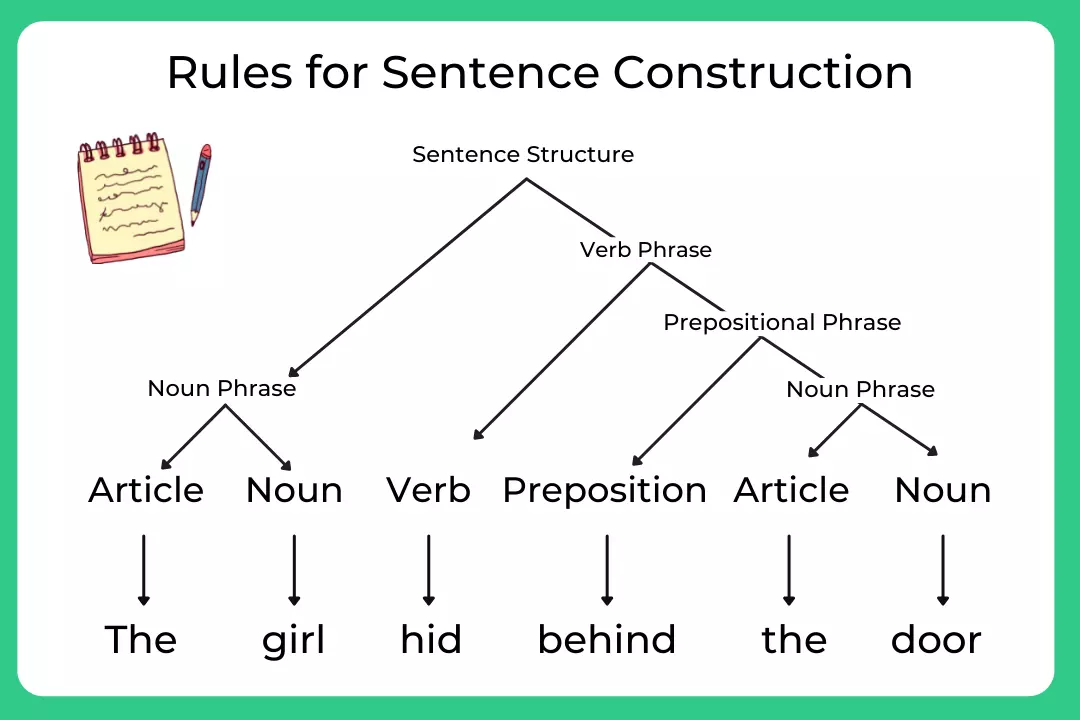 Rules for Sentence Construction
Sentence Structure
Verb Phrase
Prepositional Phrase
Noun Phrase Noun Phrase
Article Noun Verb Preposition Article Noun
The girl hid behind the door